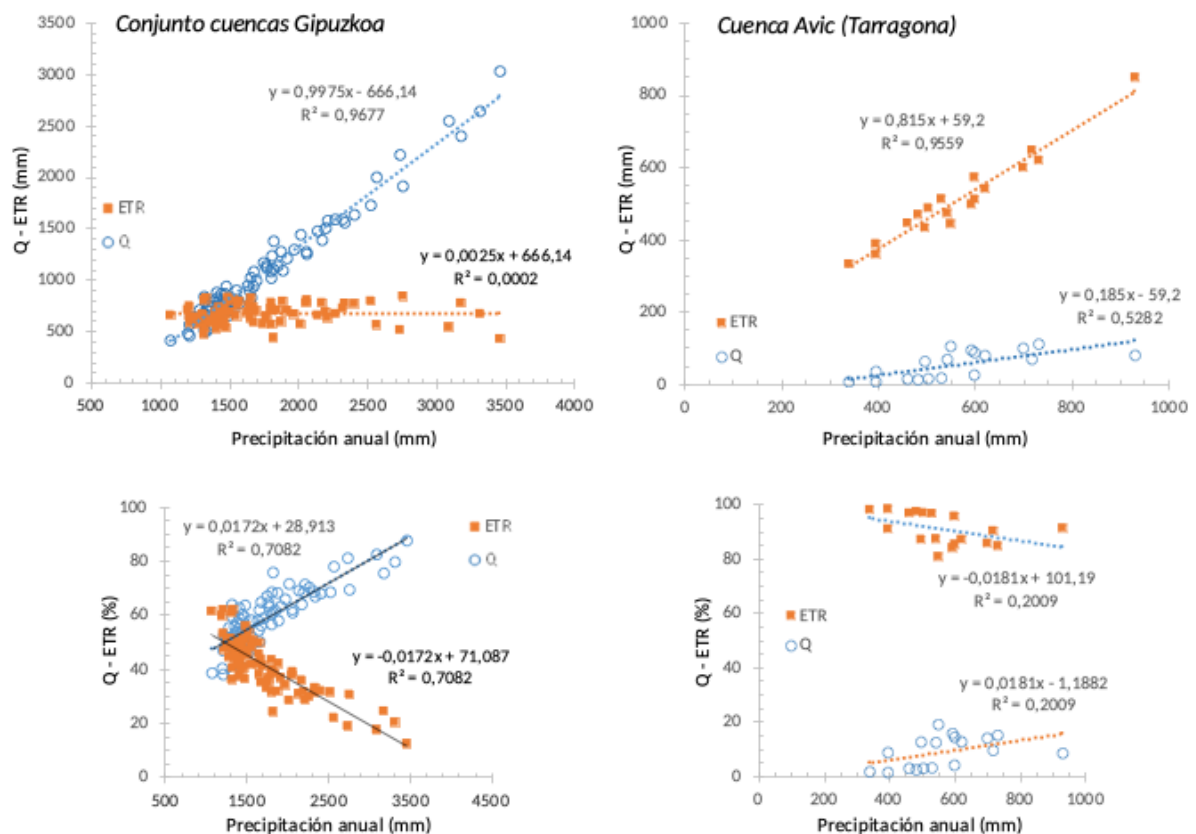 Conjunto cuencas Gipuzkoa
3500
3000
2500
2000
1500
1000
500
0
Q - ETR (mm)
y = 0,9975x - 666,14
R² = 0,9677
ETR
Q
y = 0,0025x + 666,14
R² = 0,0002
500 1000 1500 2000 2500 3000 3500 4000
Precipitación anual (mm)
Cuenca Avic (Tarragona)
1000
800
600
400
200
0
Q - ETR (mm)
y = 0,815x + 59,2
R² = 0,9559
y = 0,185x - 59,2
R² = 0,5282
ETR
Q
0 200 400 600 800 1000
Precipitación anual (mm)
100
80
60
40
20
0
Q - ETR (%)
y = 0,0172x + 28,913
R² = 0,7082
ETR
Q
y = -0,0172x + 71,087
R² = 0,7082
500 1500 2500 3500 4500
Precipitación anual (mm)
100
80
60
40
20
0
Q - ETR (%)
y = -0,0181x + 101,19
R² = 0,2009
ETR
Q
y = 0,0181x - 1,1882
R² = 0,2009
0 200 400 600 800 1000
Precipitación anual (mm)